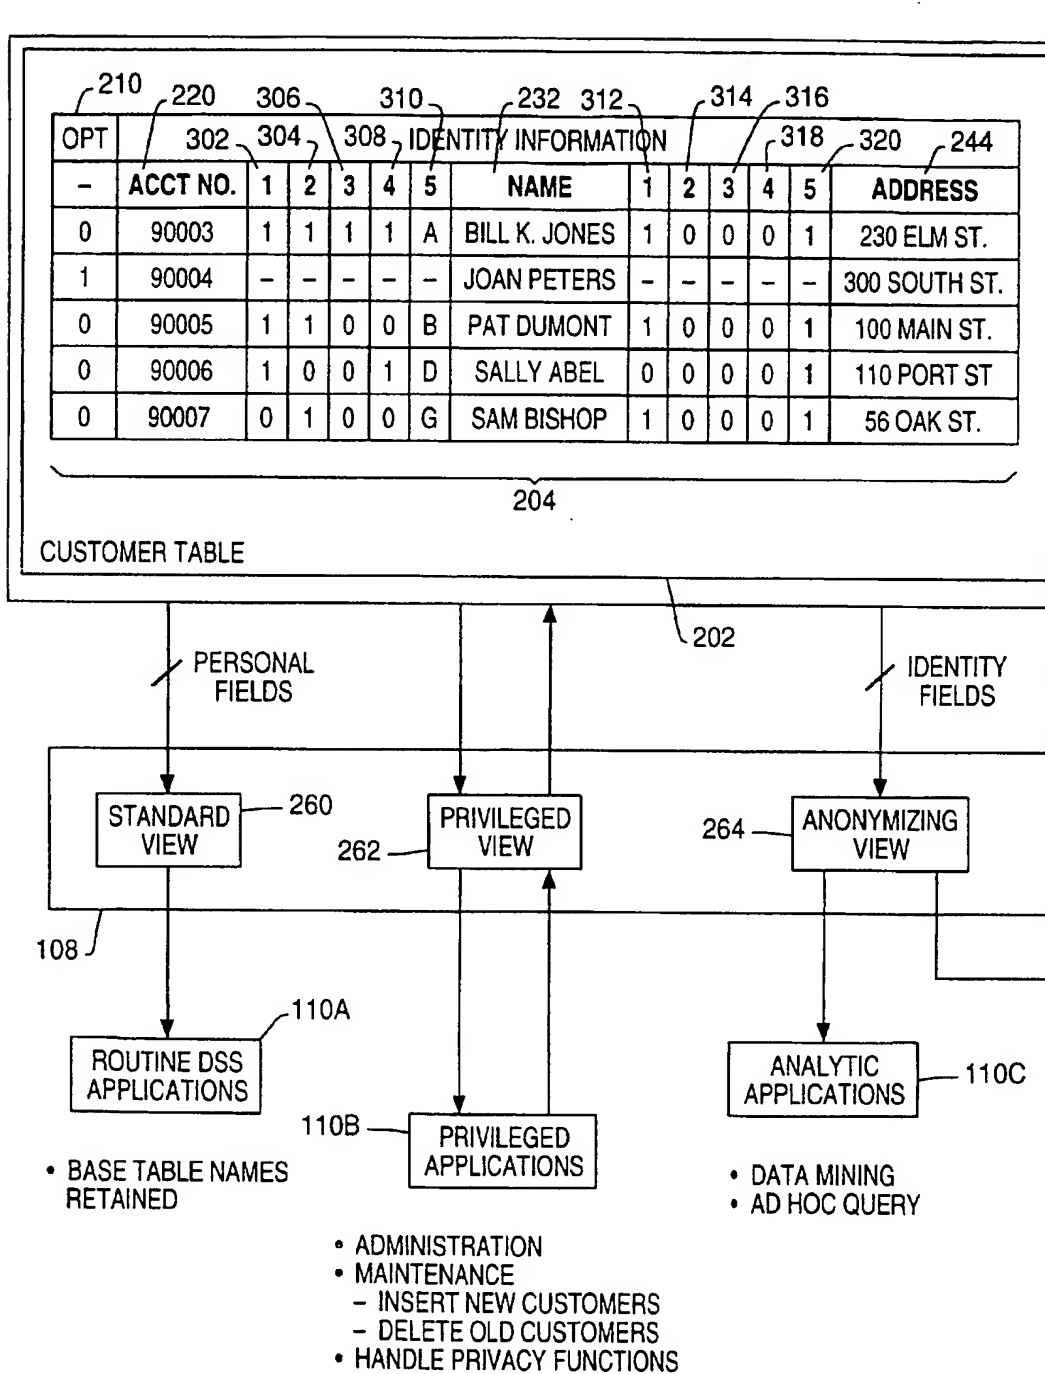 210 220 306 310 232 312 314 316
OPT 302 304 308 IDENTITY INFORMATION 318 320 244
– ACCT NO. 1 2 3 4 5 NAME 1 2 3 4 5 ADDRESS
0 90003 1 1 1 1 A BILL K. JONES 1 0 0 0 1 230 ELM ST.
1 90004 – – – – – JOAN PETERS – – – – – 300 SOUTH ST.
0 90005 1 1 0 0 B PAT DUMONT 1 0 0 0 1 100 MAIN ST.
0 90006 1 0 0 1 D SALLY ABEL 0 0 0 0 1 110 PORT ST
0 90007 0 1 0 0 G SAM BISHOP 1 0 0 0 1 56 OAK ST.
204
CUSTOMER TABLE
202
PERSONAL
FIELDS
IDENTITY
FIELDS
STANDARD
VIEW
260
262
PRIVILEGED
VIEW
264
ANONYMIZING
VIEW
108
110A
ROUTINE DSS
APPLICATIONS
110B
PRIVILEGED
APPLICATIONS
ANALYTIC
APPLICATIONS
110C
• BASE TABLE NAMES
RETAINED
• DATA MINING
• AD HOC QUERY
• ADMINISTRATION
• MAINTENANCE
– INSERT NEW CUSTOMERS
– DELETE OLD CUSTOMERS
• HANDLE PRIVACY FUNCTIONS